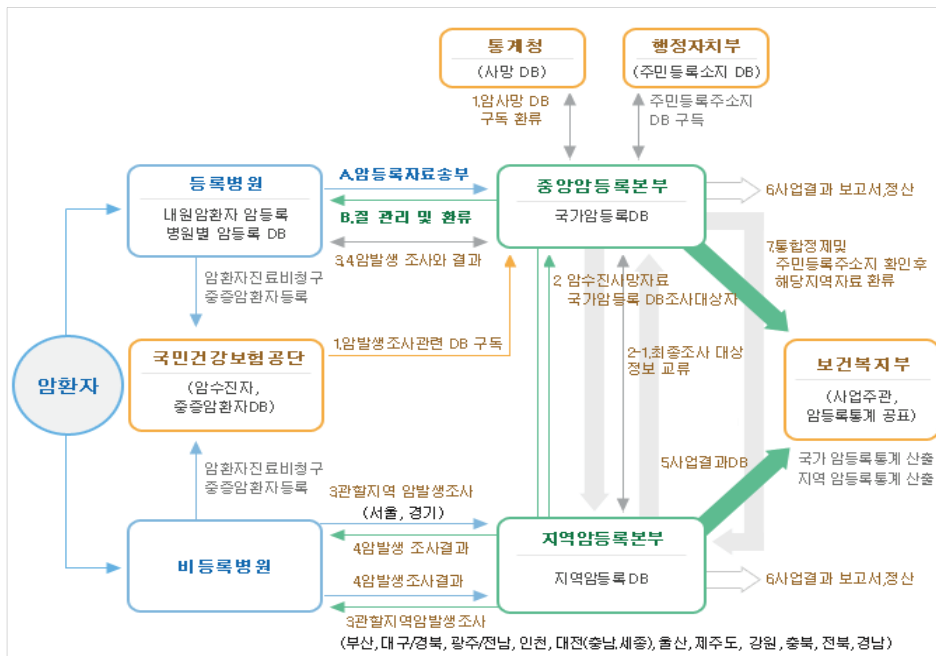 통계청
(사망 DB)
행정자치부
(주민등록소지 DB)
1,암사망 DB
구독 환류
주민등록주소지
DB 구득
등록병원
내원암환자 암등록
병원별 암등록 DB
A.암등록자료송부
B.질 관리 및 환류
3,4암발생 조사와 결과
중앙암등록본부
국가암등록DB
6사업결과 보고서,정산
7,통합정제및
주민등록주소지 확인후
해당지역자료 환류
암환자진료비청구
중증암환자등록
2, 암수진사망자료
국가암등록 DB조사대상자
암환자
국민건강보험공단
(암수진자,
중증암환자DB)
1,암발생조사관련 DB 구독
2-1,최종조사 대상
정보 교류
보건복지부
(사업주관,
암등록통계 공표)
암환자진료비청구
중증암환자등록
5사업결과DB
국가 암등록통계 산출
지역 암등록통계 산출
3관할지역 암발생조사
(서울, 경기)
4암발생 조사결과
비등록병원
4암발생조사결과
3관할지역암발생조사
지역암등록본부
지역암등록DB
6사업결과 보고서,정산
(부산,대구/경북, 광주/전남, 인천, 대전(충남,세종),울산,제주도, 강원,충북,전북,경남)